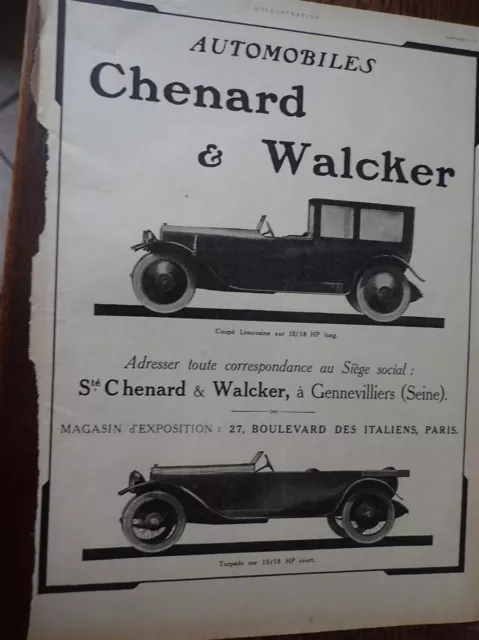 L'ILLUSTRATION
AUTOMOBILES
Chenard
& Walcker
Coupé Limousine sur 15/18 HP long.
Adresser toute correspondance au Siège social :
Sté Chenard & Walcker, à Gennevilliers (Seine).
MAGASIN d'EXPOSITION : 27, BOULEVARD DES ITALIENS, PARIS.
Torpédo sur 15/18 HP court.